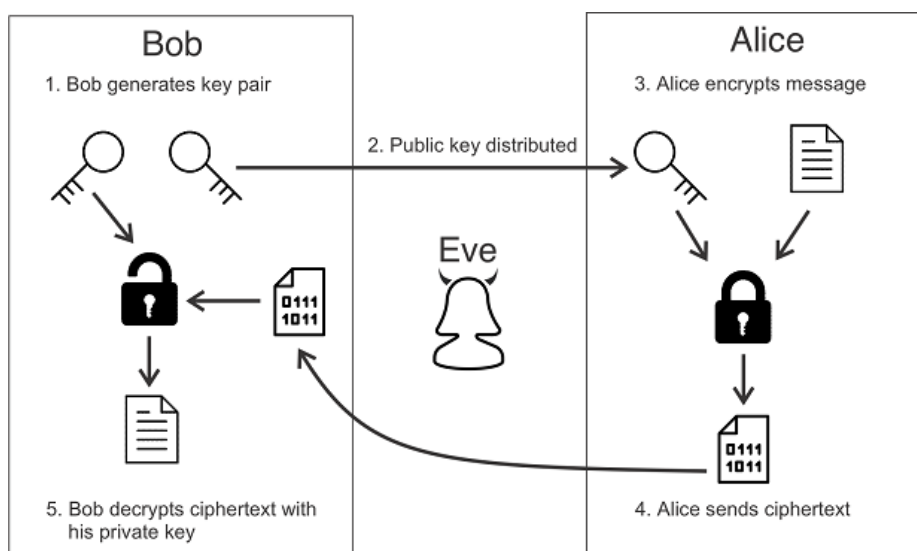 Bob
1. Bob generates key pair
2. Public key distributed
Alice
3. Alice encrypts message
Eve
0111
1011
0111
1011
4. Alice sends ciphertext
5. Bob decrypts ciphertext with
his private key